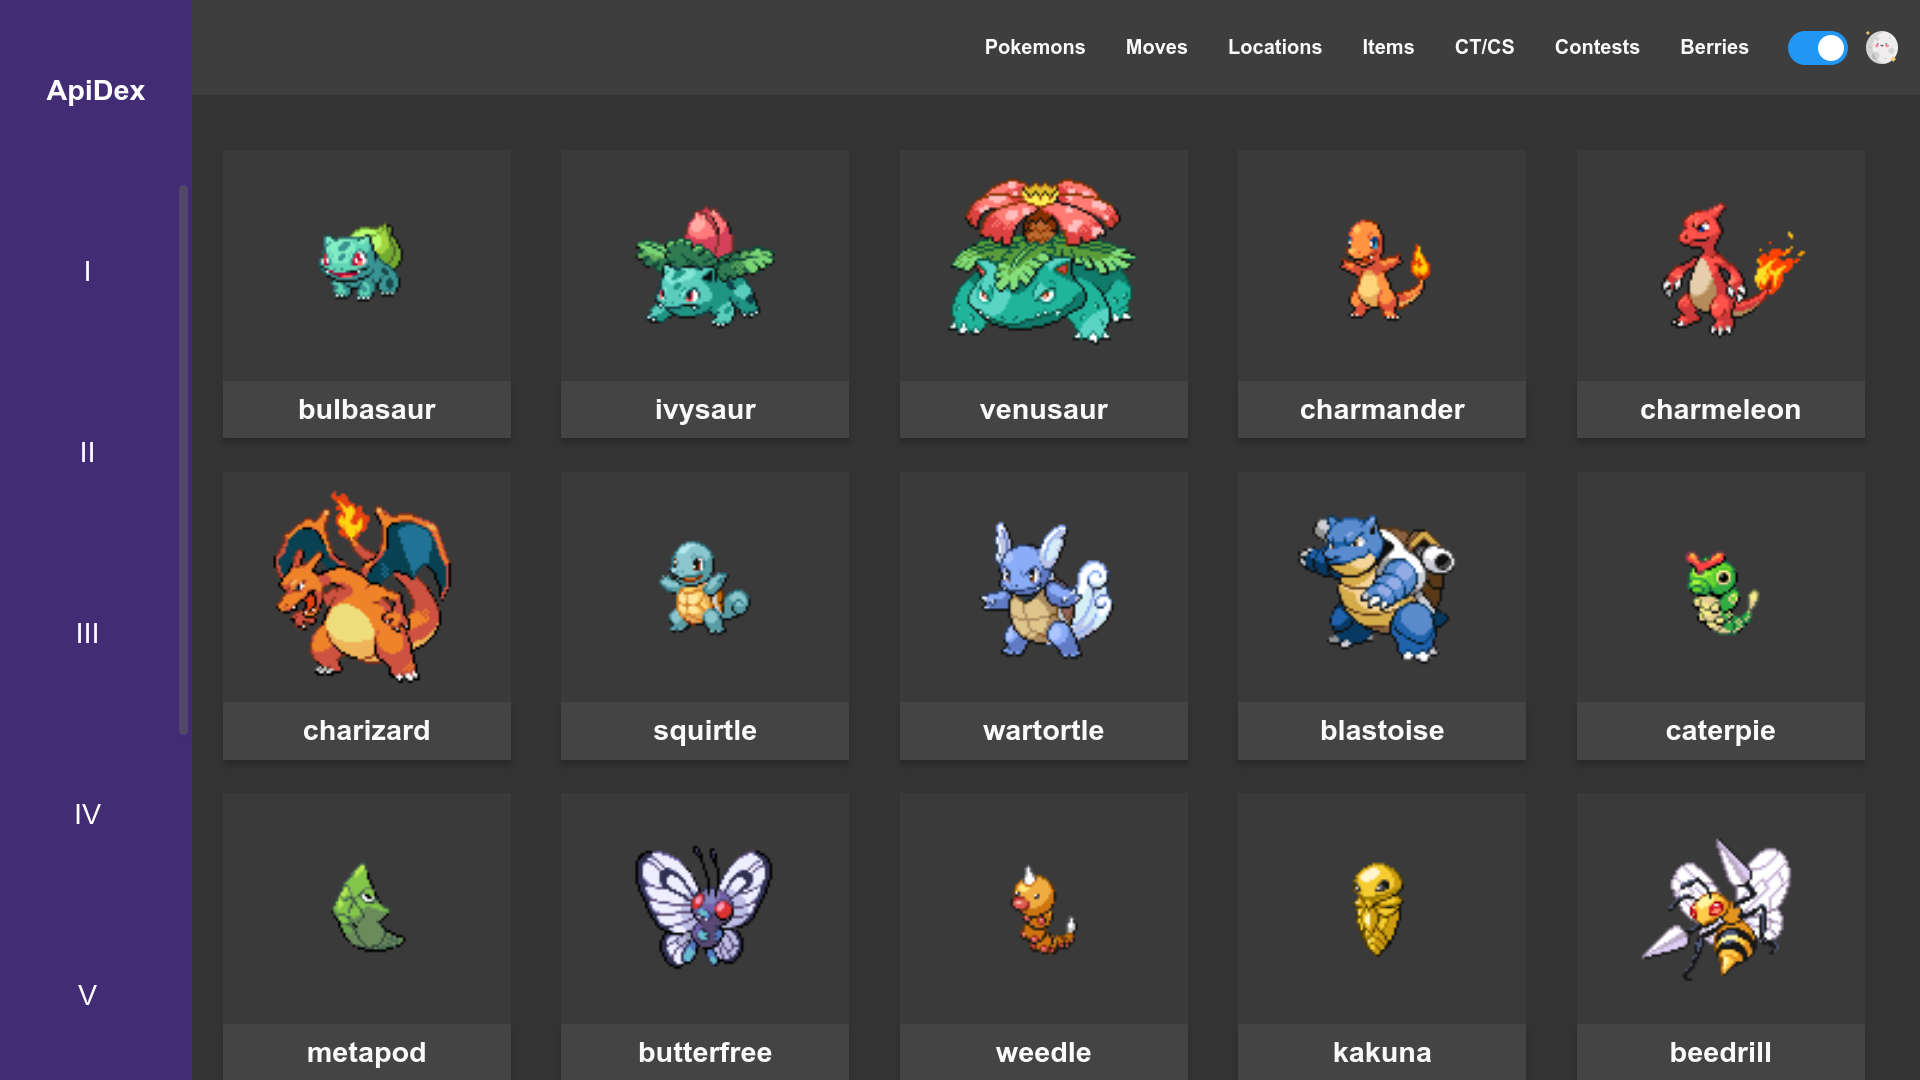 ApiDex
I
II
III
IV
V
Pokemons Moves Locations Items CT/CS Contests Berries
bulbasaur ivysaur venusaur charmander charmeleon
charizard squirtle wartortle blastoise caterpie
metapod butterfree weedle kakuna beedrill